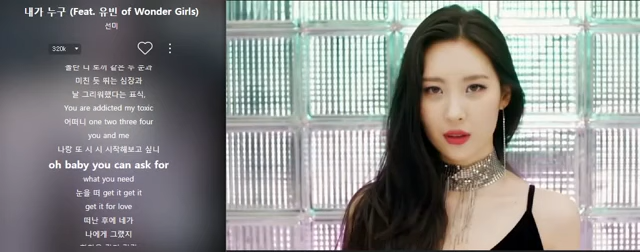 내가 누구 (Feat. 유빈 of Wonder Girls)
선미
320k
미친 듯 뛰는 심장과
날 그리워했다는 표식,
You are addicted my toxic
어떠니 one two three four
you and me
나랑 또 시 시 시작해보고 싶니
oh baby you can ask for
what you need
눈을 떠 get it get it
get it for love
떠난 후에 네가
나에게 그랬지